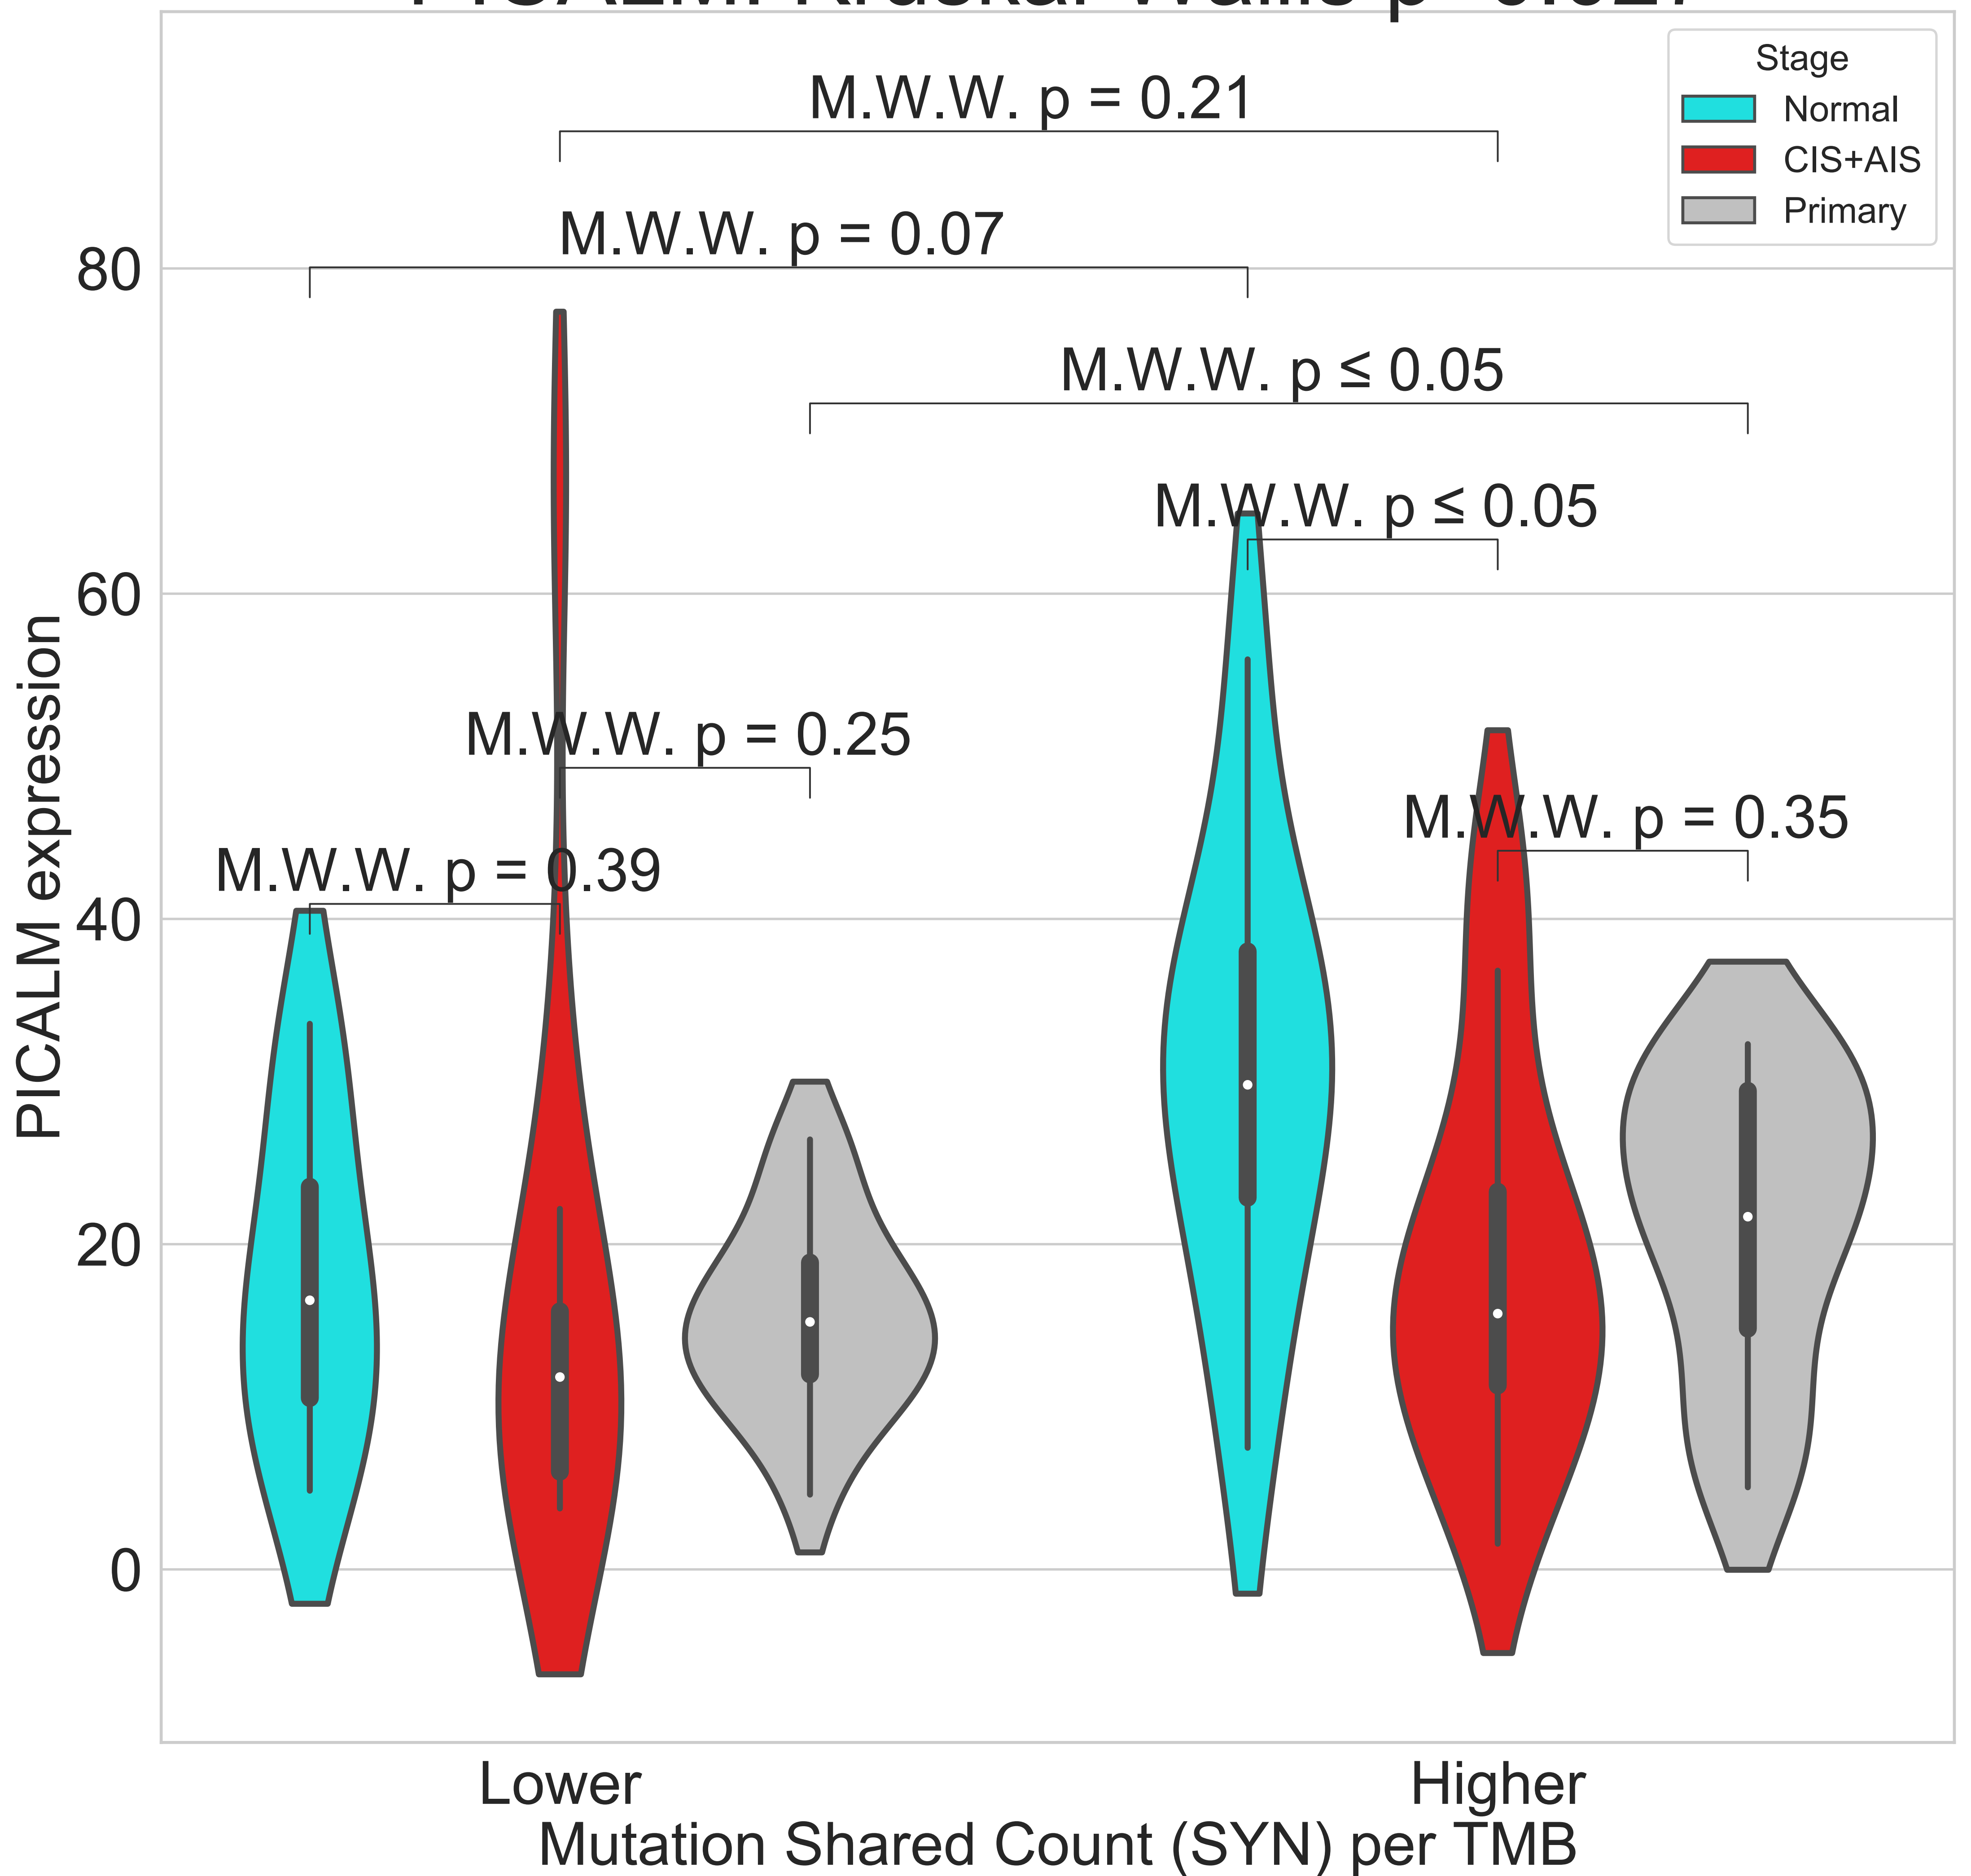 Stage
Normal
CIS+AIS
Primary
M.W.W. p = 0.21
M.W.W. p = 0.07
M.W.W. p ≤ 0.05
M.W.W. p ≤ 0.05
M.W.W. p = 0.25
M.W.W. p = 0.35
M.W.W. p = 0.39
PICALM expression
80
60
40
20
0
Lower
Higher
Mutation Shared Count (SYN) per TMB